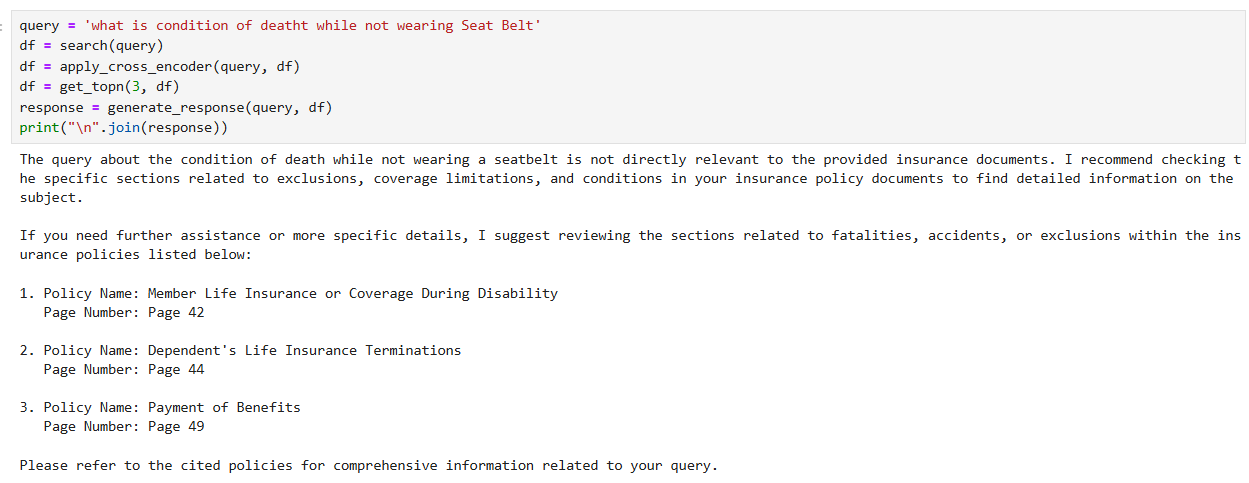 query = 'what is condition of deatht while not wearing Seat Belt'
df = search(query)
df = apply_cross_encoder(query, df)
df = get_topn(3, df)
response = generate_response(query, df)
print("\n".join(response))
The query about the condition of death while not wearing a seatbelt is not directly relevant to the provided insurance documents. I recommend checking t
he specific sections related to exclusions, coverage limitations, and conditions in your insurance policy documents to find detailed information on the
subject.
If you need further assistance or more specific details, I suggest reviewing the sections related to fatalities, accidents, or exclusions within the ins
urance policies listed below:
1. Policy Name: Member Life Insurance or Coverage During Disability
Page Number: Page 42
2. Policy Name: Dependent's Life Insurance Terminations
Page Number: Page 44
3. Policy Name: Payment of Benefits
Page Number: Page 49
Please refer to the cited policies for comprehensive information related to your query.